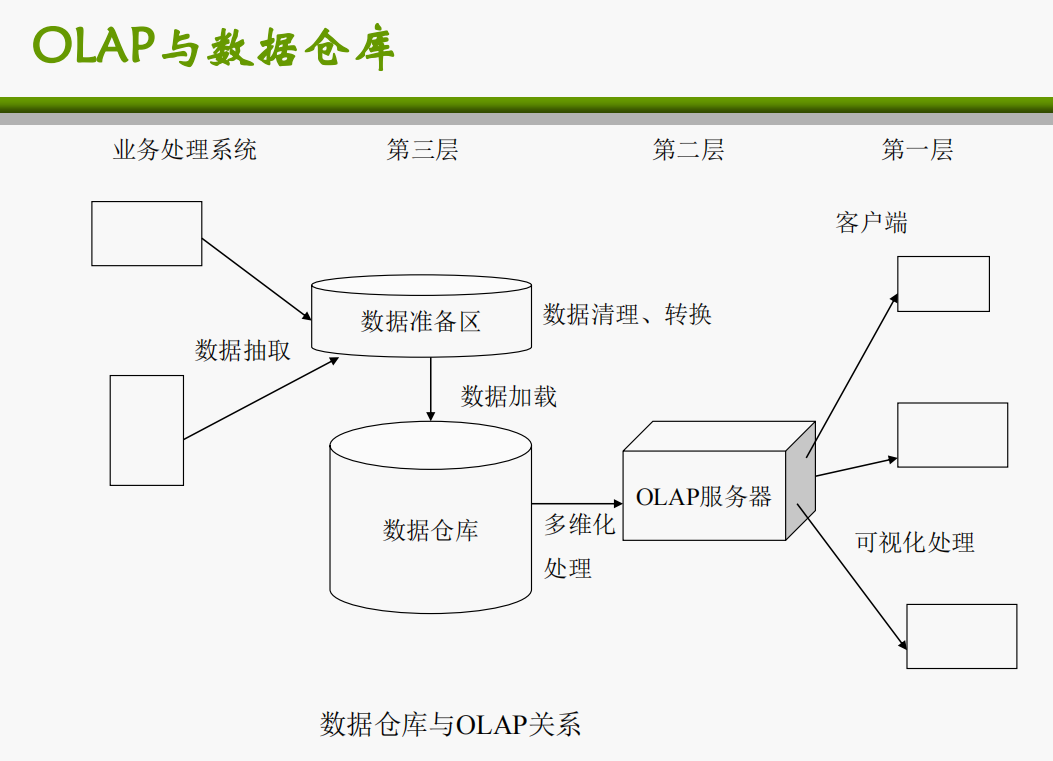 OLAP与数据仓库
业务处理系统
第三层
第二层
第一层
客户端
数据准备区
数据清理、转换
数据抽取
数据加载
数据仓库
多维化
处理
OLAP服务器
可视化处理
数据仓库与OLAP关系